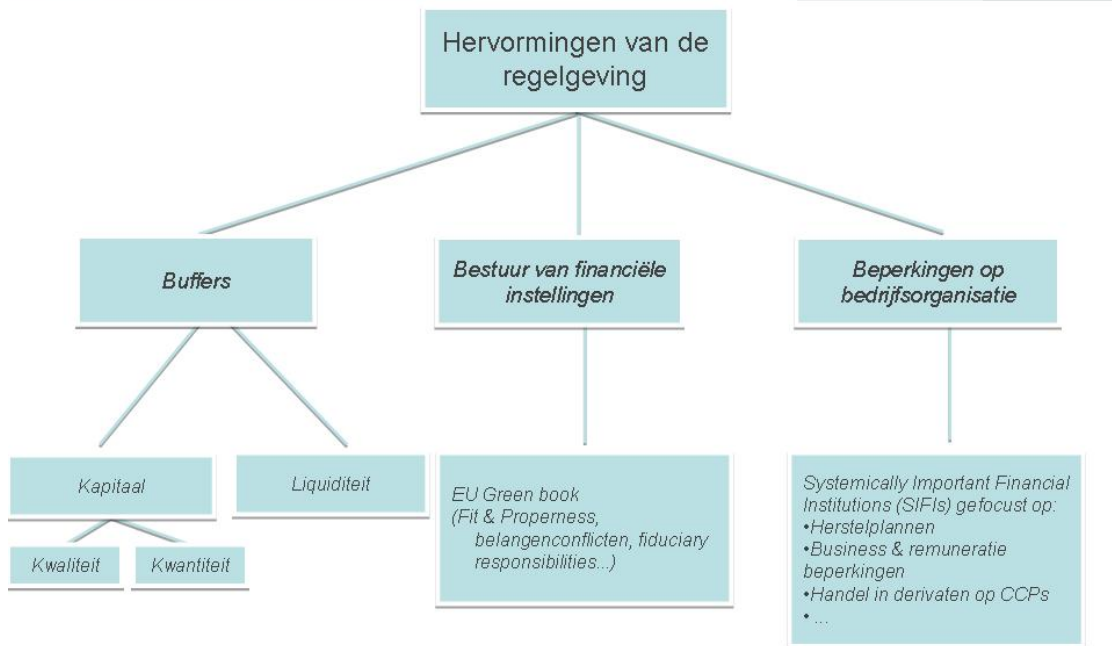 Hervormingen van de
regelgeving
Buffers
Bestuur van financiële
instellingen
Beperkingen op
bedrijfsorganisatie
Kapitaal
Liquiditeit
Kwaliteit
Kwantiteit
EU Green book
(Fit & Properness,
belangenconflicten, fiduciary
responsibilities...)
Systemically Important Financial
Institutions (SIFIs) gefocust op:
•Herstelplannen
•Business & remuneratie
beperkingen
•Handel in derivaten op CCPs
• ...